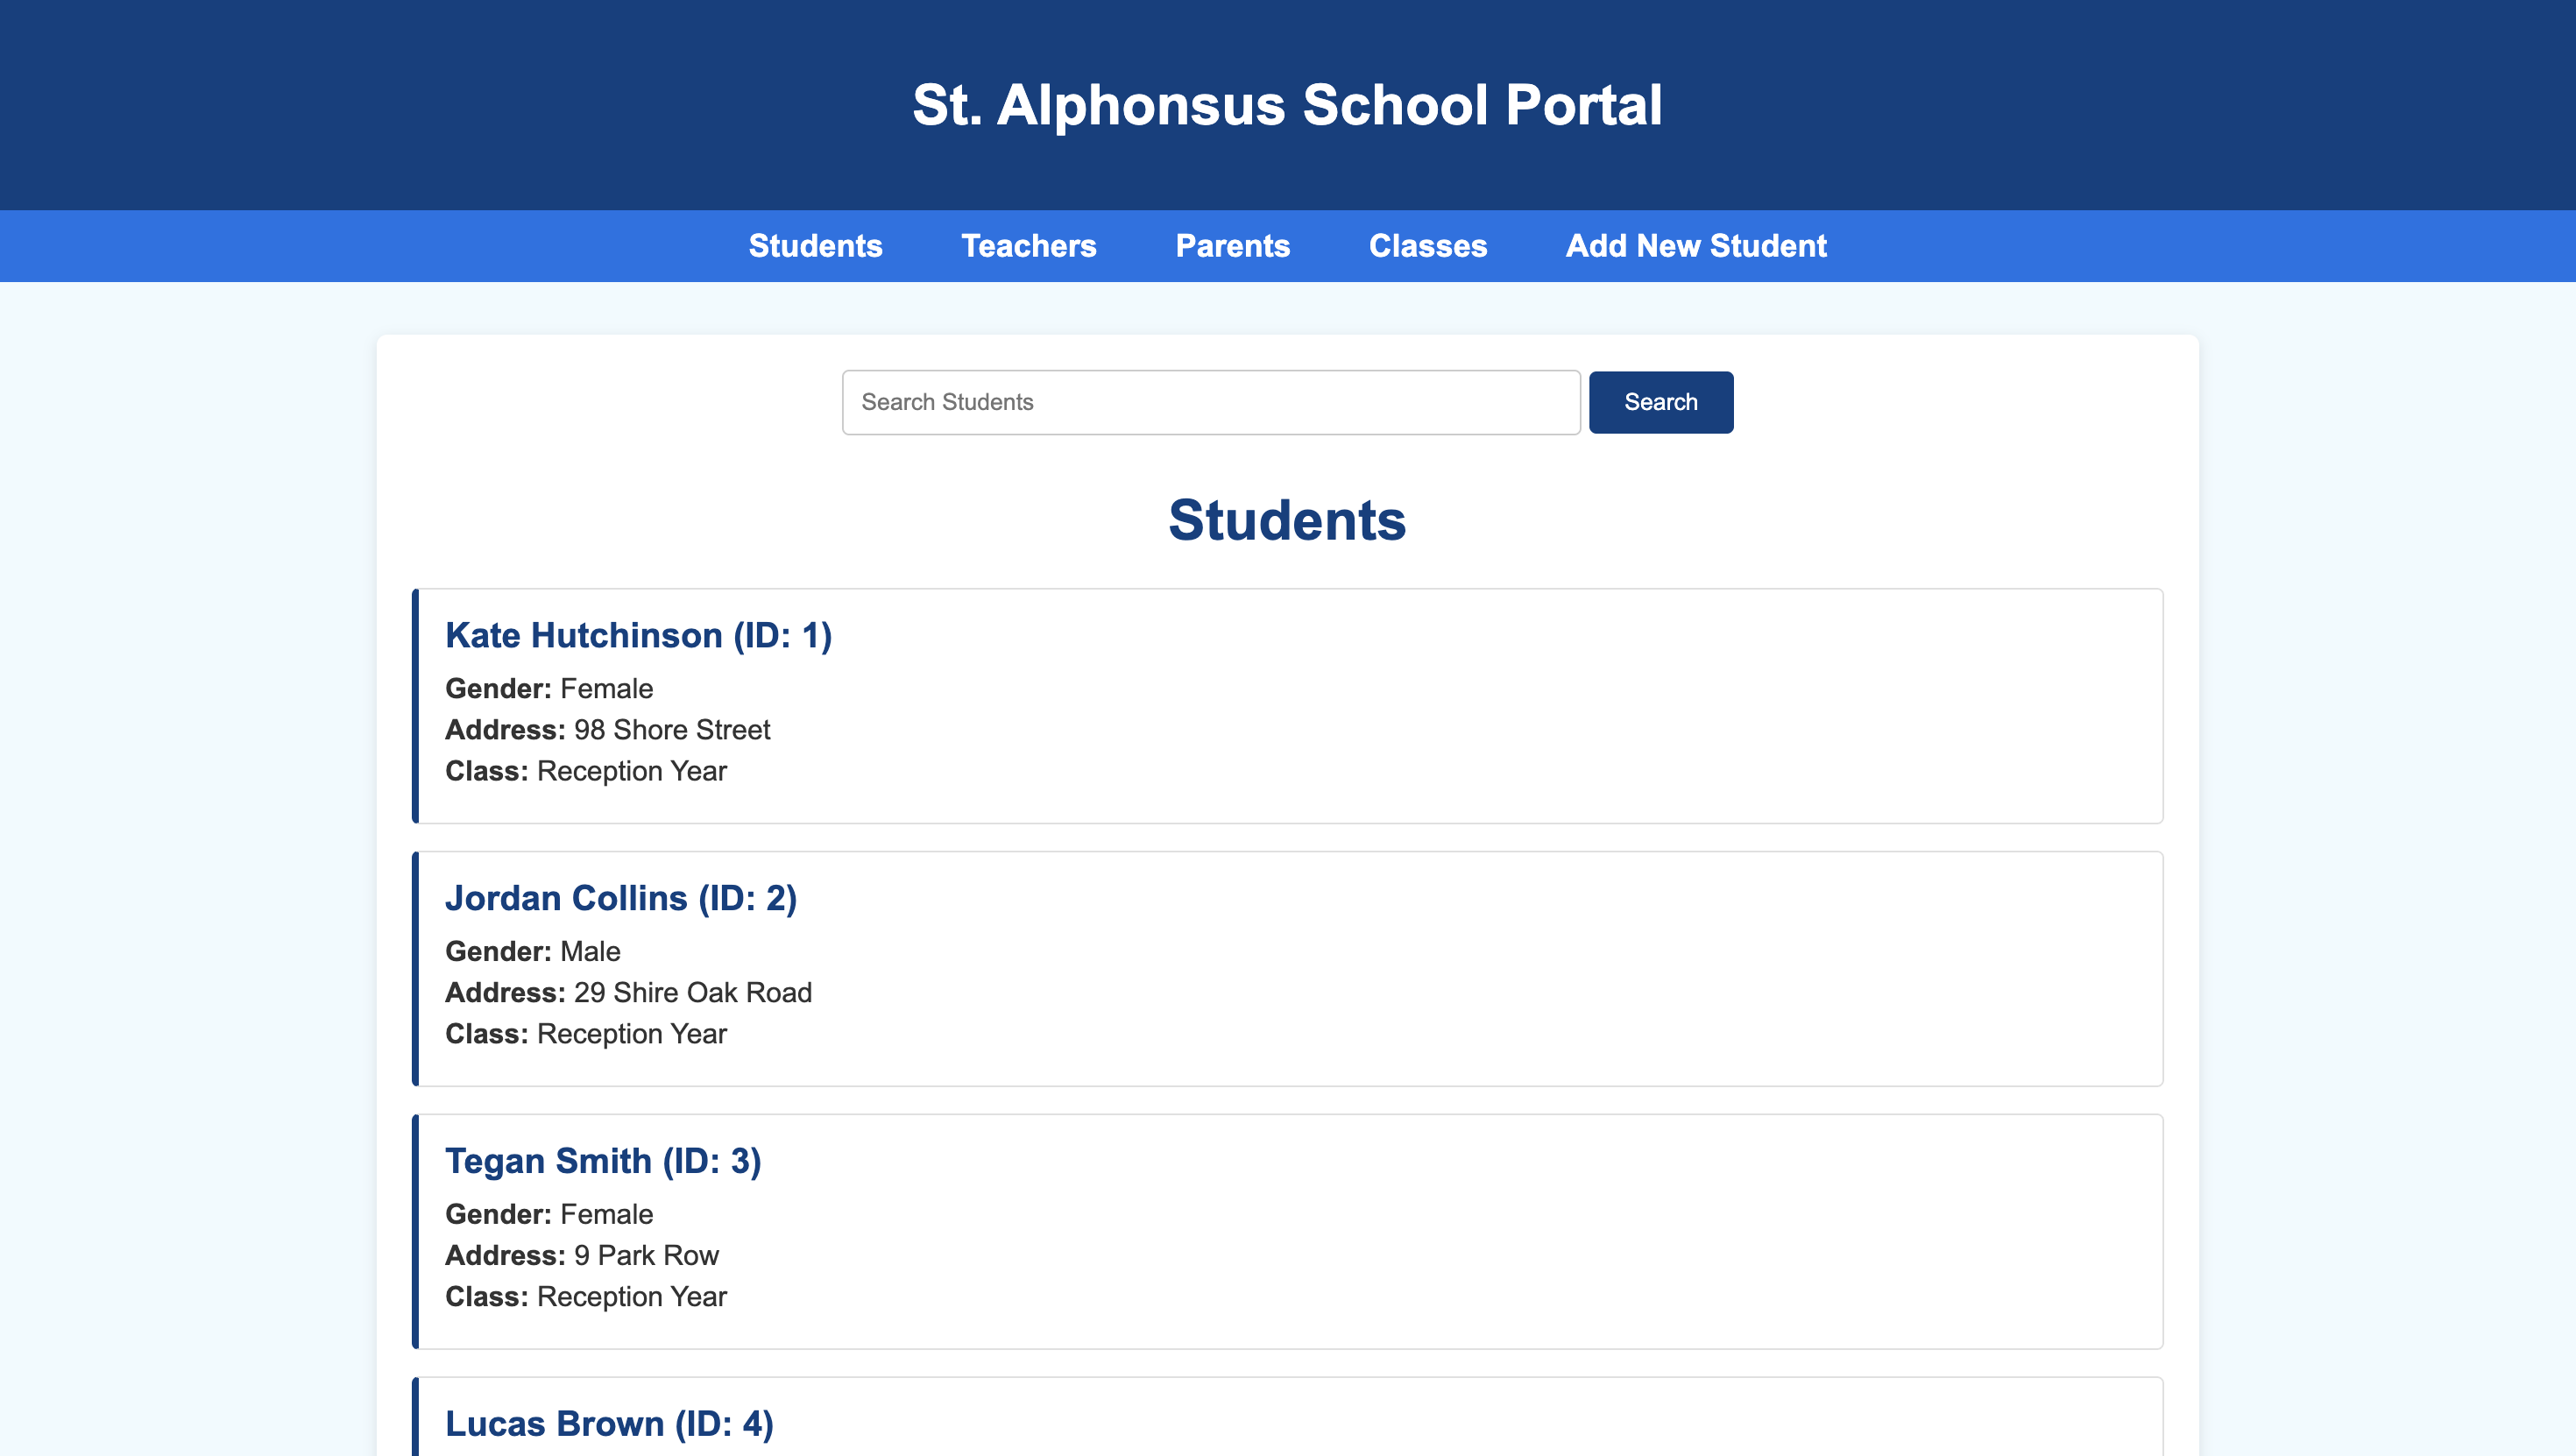 St. Alphonsus School Portal
Students Teachers Parents Classes Add New Student
Search Students Search
Students
Kate Hutchinson (ID: 1)
Gender: Female
Address: 98 Shore Street
Class: Reception Year
Jordan Collins (ID: 2)
Gender: Male
Address: 29 Shire Oak Road
Class: Reception Year
Tegan Smith (ID: 3)
Gender: Female
Address: 9 Park Row
Class: Reception Year
Lucas Brown (ID: 4)